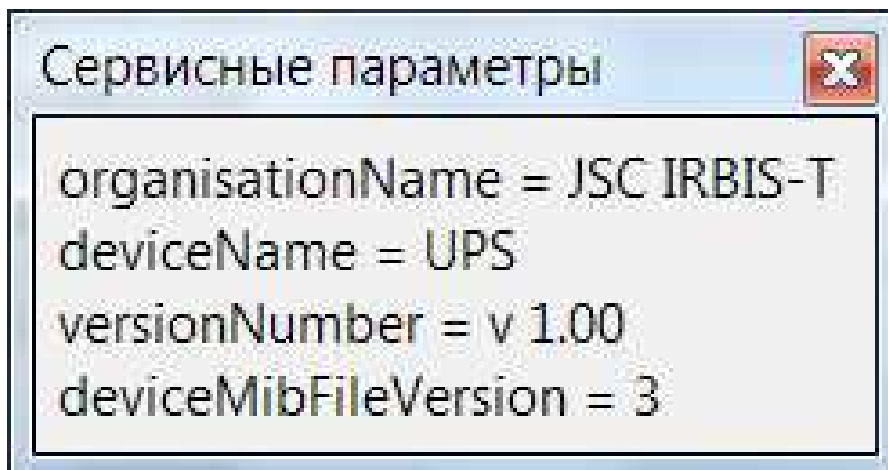 Сервисные параметры
organisationName = JSC IRBIS-T
deviceName = UPS
versionNumber = v 1.00
deviceMibFileVersion = 3